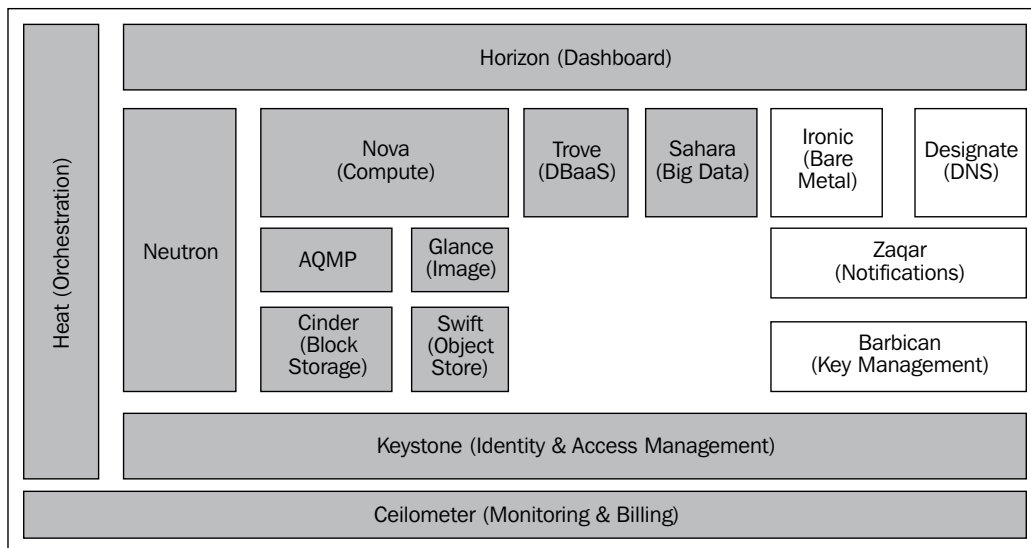 Heat (Orchestration)
Horizon (Dashboard)
Neutron
Nova
(Compute)
Trove
(DBaaS)
Sahara
(Big Data)
Ironic
(Bare
Metal)
Designate
(DNS)
AQMP
Glance
(Image)
Zaqar
(Notifications)
Cinder
(Block
Storage)
Swift
(Object
Store)
Barbican
(Key Management)
Keystone (Identity & Access Management)
Ceilometer (Monitoring & Billing)